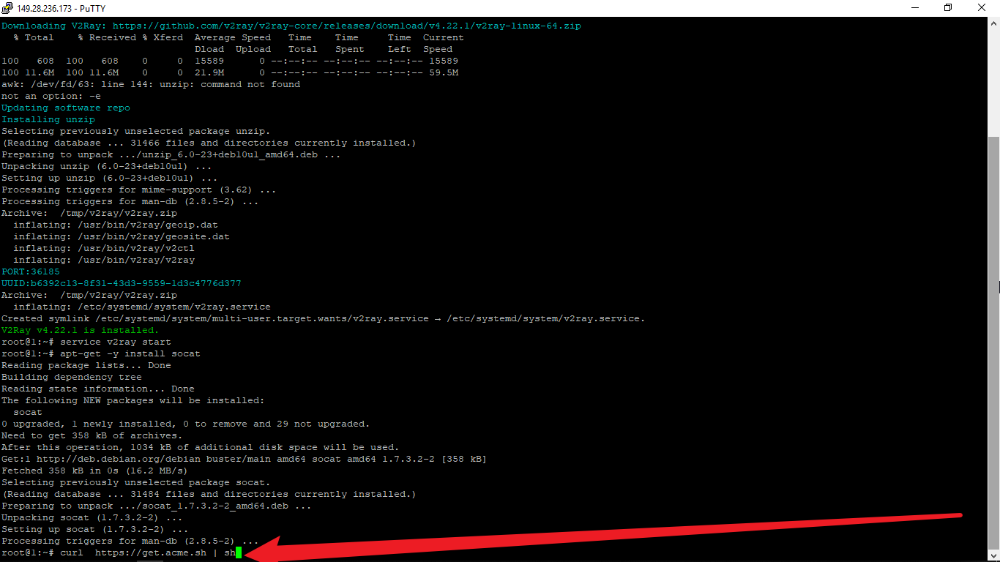 149.28.236.173 - PuTTY
Downloading V2Ray: https://github.com/v2ray/v2ray-core/releases/download/v4.22.1/v2ray-linux-64.zip
  % Total    % Received % Xferd  Average Speed   Time    Time     Time  Current
                                 Dload  Upload   Total   Spent    Left  Speed
100   608  100   608    0     0  15589      0 --:--:-- --:--:-- --:--:-- 15589
100 11.6M  100 11.6M    0     0  21.9M      0 --:--:-- --:--:-- --:--:-- 59.5M
awk: /dev/fd/63: line 144: unzip: command not found
not an option: -e
Updating software repo
Installing unzip
Selecting previously unselected package unzip.
(Reading database ... 31466 files and directories currently installed.)
Preparing to unpack .../unzip_6.0-23+deb10u1_amd64.deb ...
Unpacking unzip (6.0-23+deb10u1) ...
Setting up unzip (6.0-23+deb10u1) ...
Processing triggers for mime-support (3.62) ...
Processing triggers for man-db (2.8.5-2) ...
Archive:  /tmp/v2ray/v2ray.zip
  inflating: /usr/bin/v2ray/geoip.dat
  inflating: /usr/bin/v2ray/geosite.dat
  inflating: /usr/bin/v2ray/v2ctl
  inflating: /usr/bin/v2ray/v2ray
PORT:36185
UUID:b6392c13-8f31-43d3-9559-1d3c4776d377
Archive:  /tmp/v2ray/v2ray.zip
  inflating: /etc/systemd/system/v2ray.service
Created symlink /etc/systemd/system/multi-user.target.wants/v2ray.service → /etc/systemd/system/v2ray.service.
V2Ray v4.22.1 is installed.
root@1:~# service v2ray start
root@1:~# apt-get -y install socat
Reading package lists... Done
Building dependency tree
Reading state information... Done
The following NEW packages will be installed:
  socat
0 upgraded, 1 newly installed, 0 to remove and 29 not upgraded.
Need to get 358 kB of archives.
After this operation, 1034 kB of additional disk space will be used.
Get:1 http://deb.debian.org/debian buster/main amd64 socat amd64 1.7.3.2-2 [358 kB]
Fetched 358 kB in 0s (16.2 MB/s)
Selecting previously unselected package socat.
(Reading database ... 31484 files and directories currently installed.)
Preparing to unpack .../socat_1.7.3.2-2_amd64.deb ...
Unpacking socat (1.7.3.2-2) ...
Setting up socat (1.7.3.2-2) ...
Processing triggers for man-db (2.8.5-2) ...
root@1:~# curl  https://get.acme.sh | sh